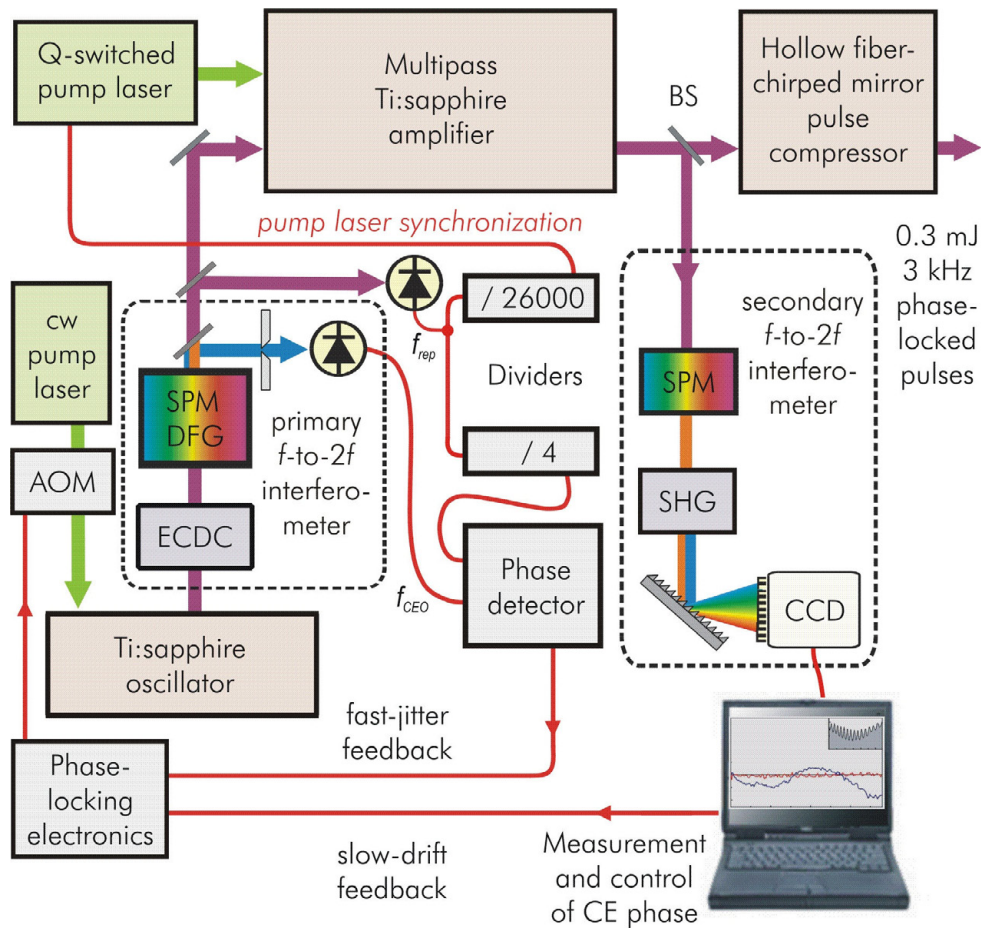 Q-switched
pump laser
Multipass
Ti:sapphire
amplifier
BS
Hollow fiber-
chirped mirror
pulse
compressor
pump laser synchronization
0.3 mJ
3 kHz
phase-
locked
pulses
cw
pump
laser
/ 26000
f_rep
Dividers
/ 4
secondary
f-to-2f
interfero-
meter
SPM
SPM
DFG
primary
f-to-2f
interfero-
meter
AOM
ECDC
SHG
Phase
detector
f_CEO
CCD
Ti:sapphire
oscillator
fast-jitter
feedback
Phase-
locking
electronics
slow-drift
feedback
Measurement
and control
of CE phase